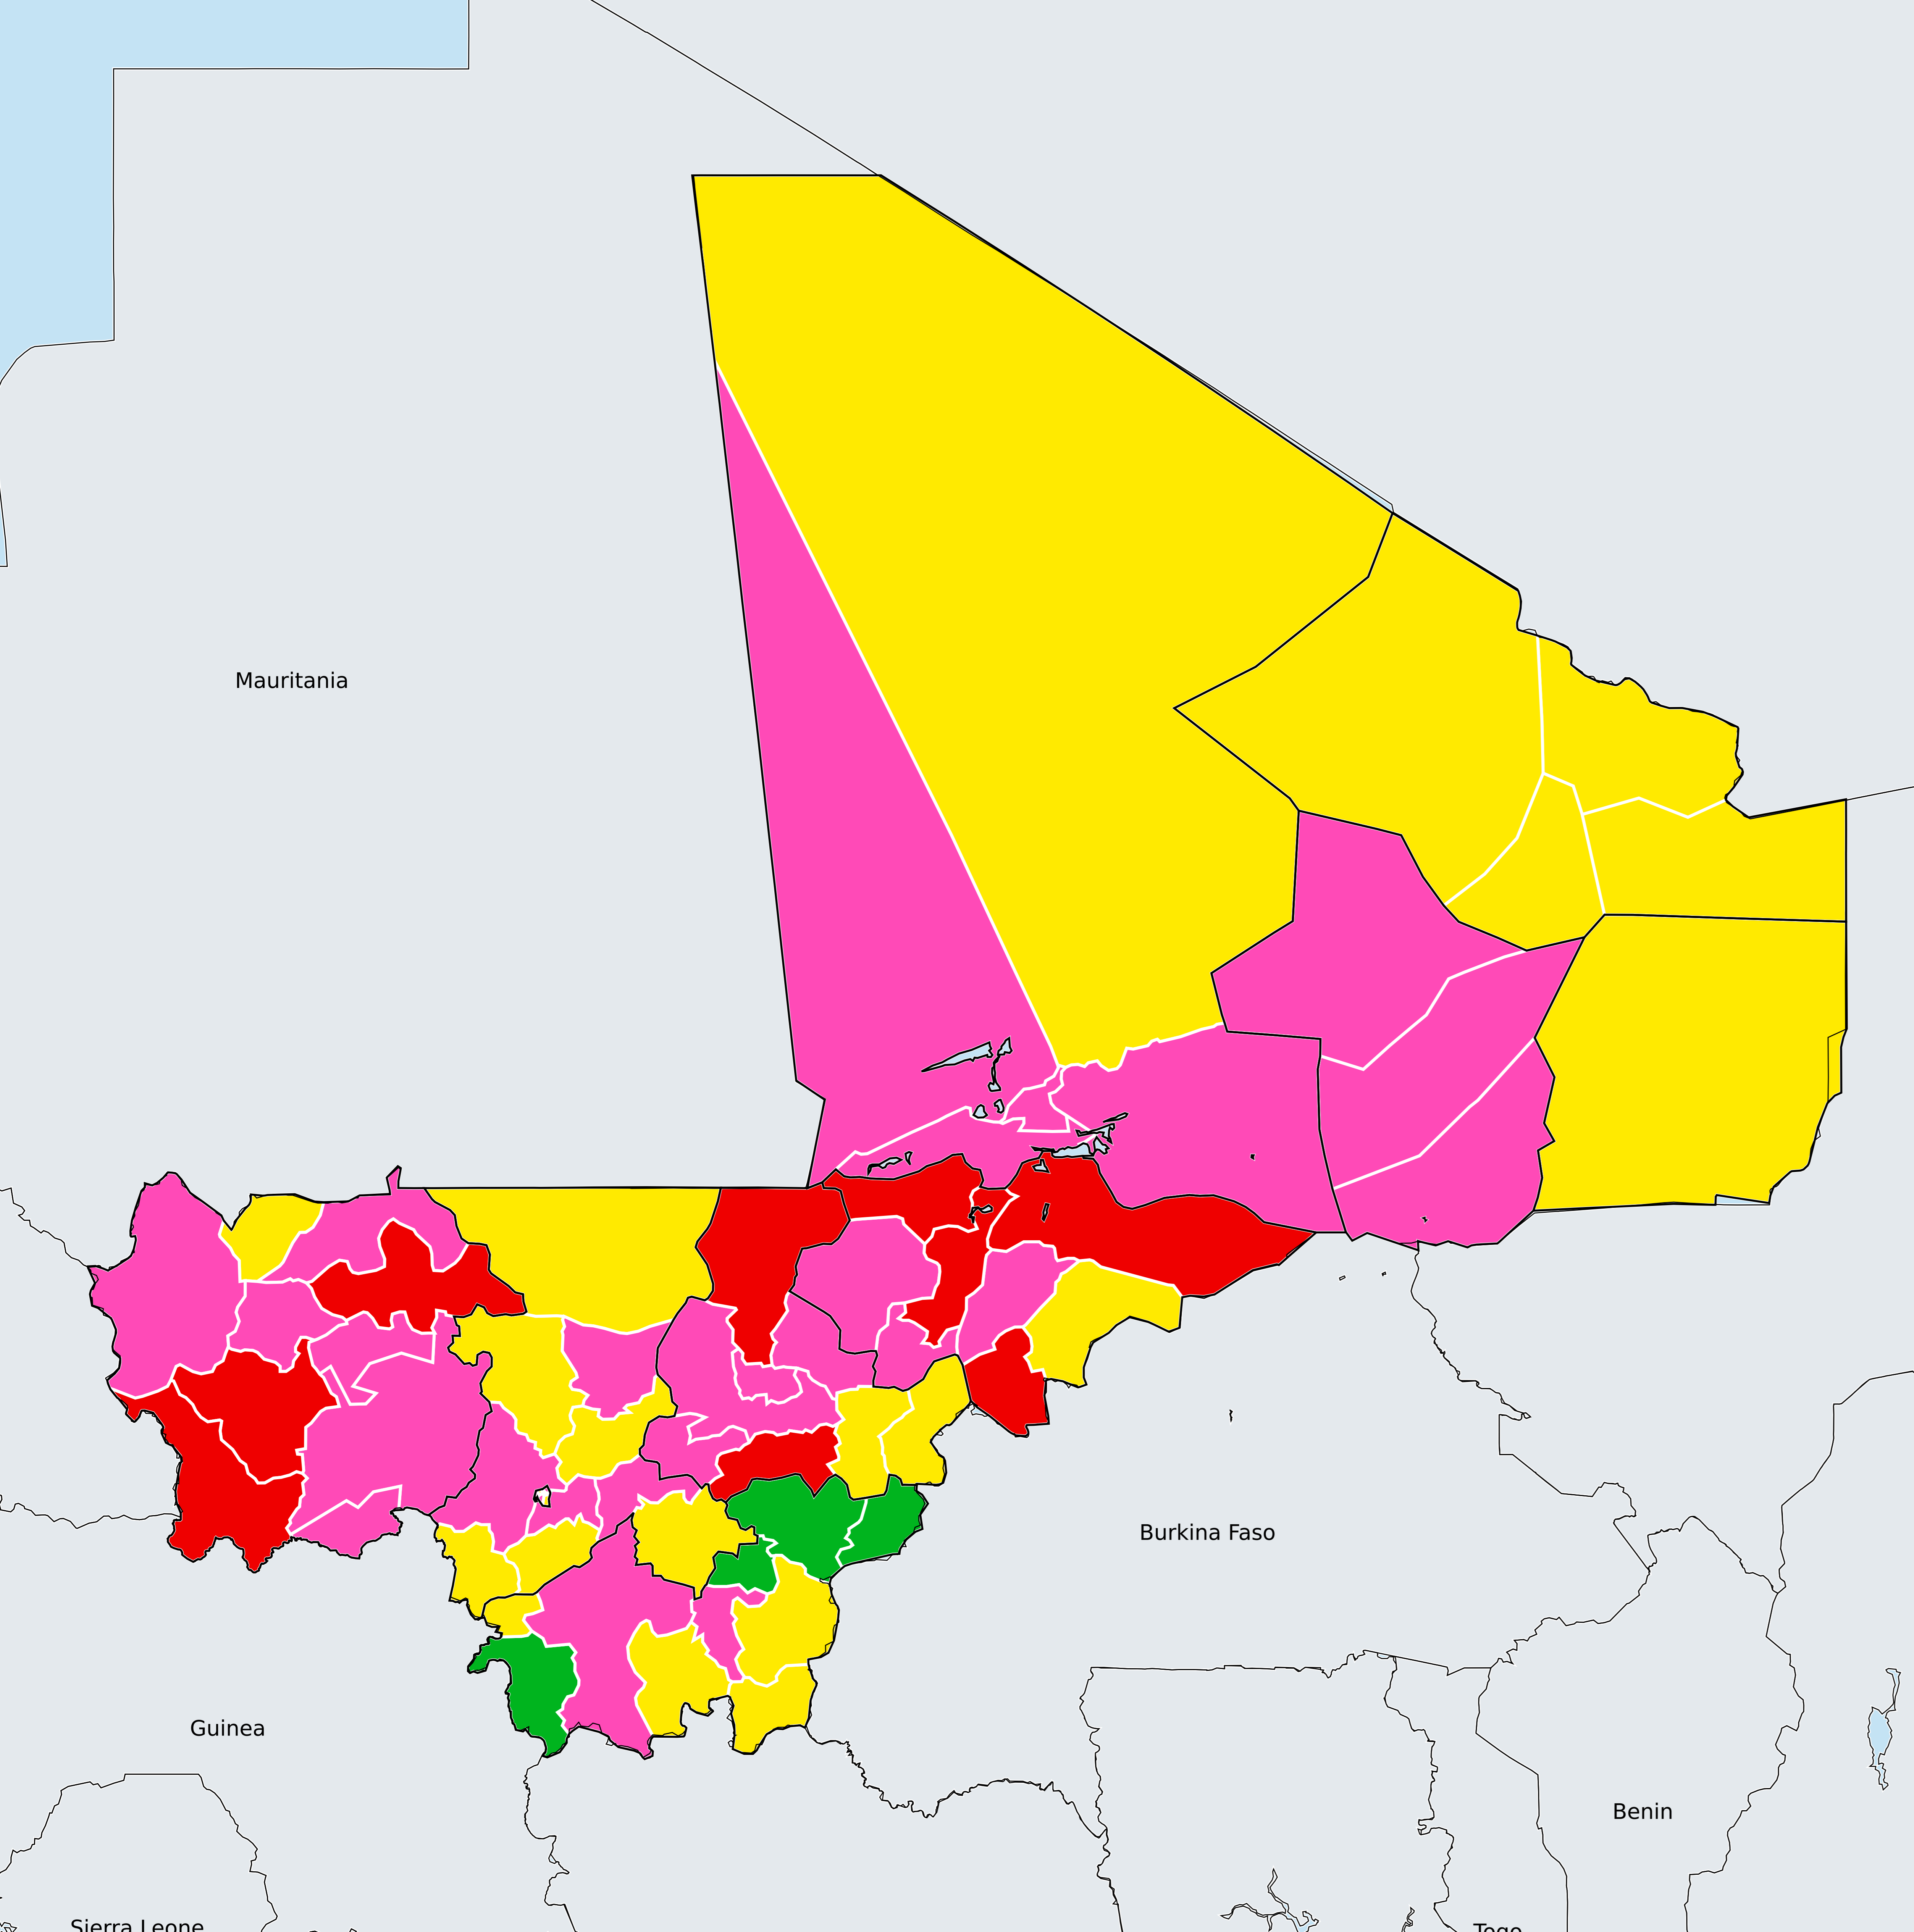 Mauritania
Burkina Faso
Guinea
Benin
Sierra Leone
Togo